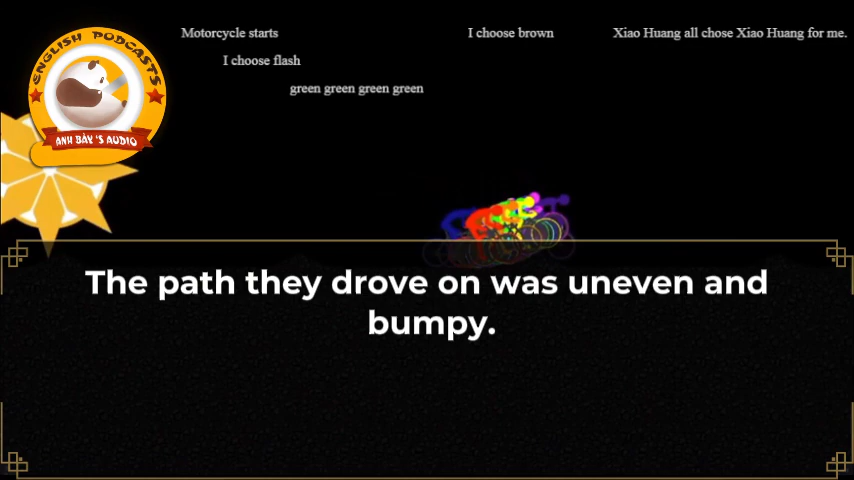 Motorcycle starts
I choose brown
Xiao Huang all chose Xiao Huang for me.
I choose flash
green green green green
ENGLISH PODCASTS
ANH BẢY 'S AUDIO
The path they drove on was uneven and
bumpy.